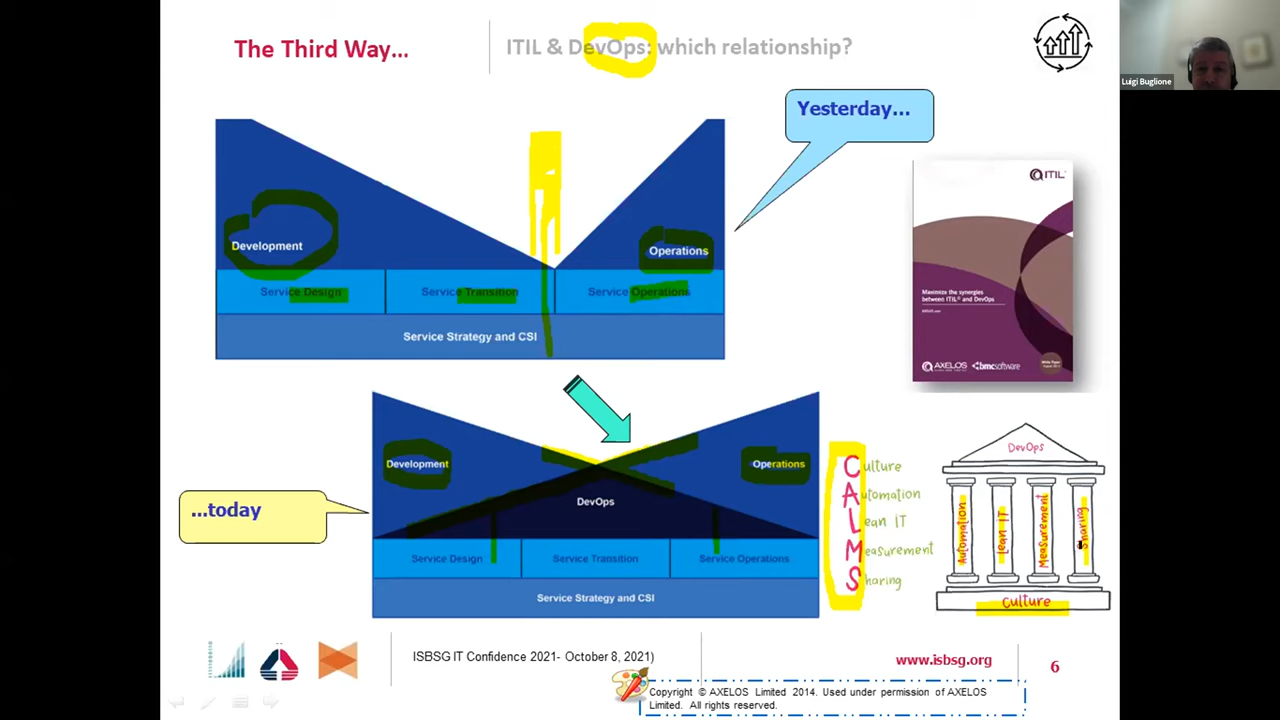 The Third Way...
ITIL & DevOps: which relationship?
Luigi Buglione
Yesterday...
Development
Operations
Service Design
Service Transition
Service Operations
Service Strategy and CSI
ITIL
Maximize the synergies
between ITIL® and DevOps
AXELOS
bmcsoftware
White Paper
Development
Operations
DevOps
...today
Service Design
Service Transition
Service Operations
Service Strategy and CSI
Culture
Automation
Lean IT
Measurement
Sharing
DevOps
Automation
Lean IT
Measurement
Sharing
Culture
ISBSG IT Confidence 2021- October 8, 2021)
www.isbsg.org
6
Copyright © AXELOS Limited 2014. Used under permission of AXELOS
Limited. All rights reserved.